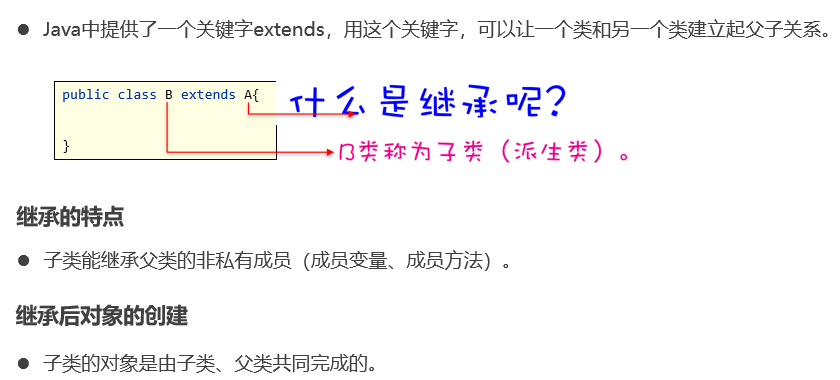 ● Java中提供了一个关键字extends，用这个关键字，可以让一个类和另一个类建立起父子关系。
public class B extends A{
什么是继承呢？
}
B类称为子类（派生类）。
继承的特点
● 子类能继承父类的非私有成员（成员变量、成员方法）。
继承后对象的创建
● 子类的对象是由子类、父类共同完成的。